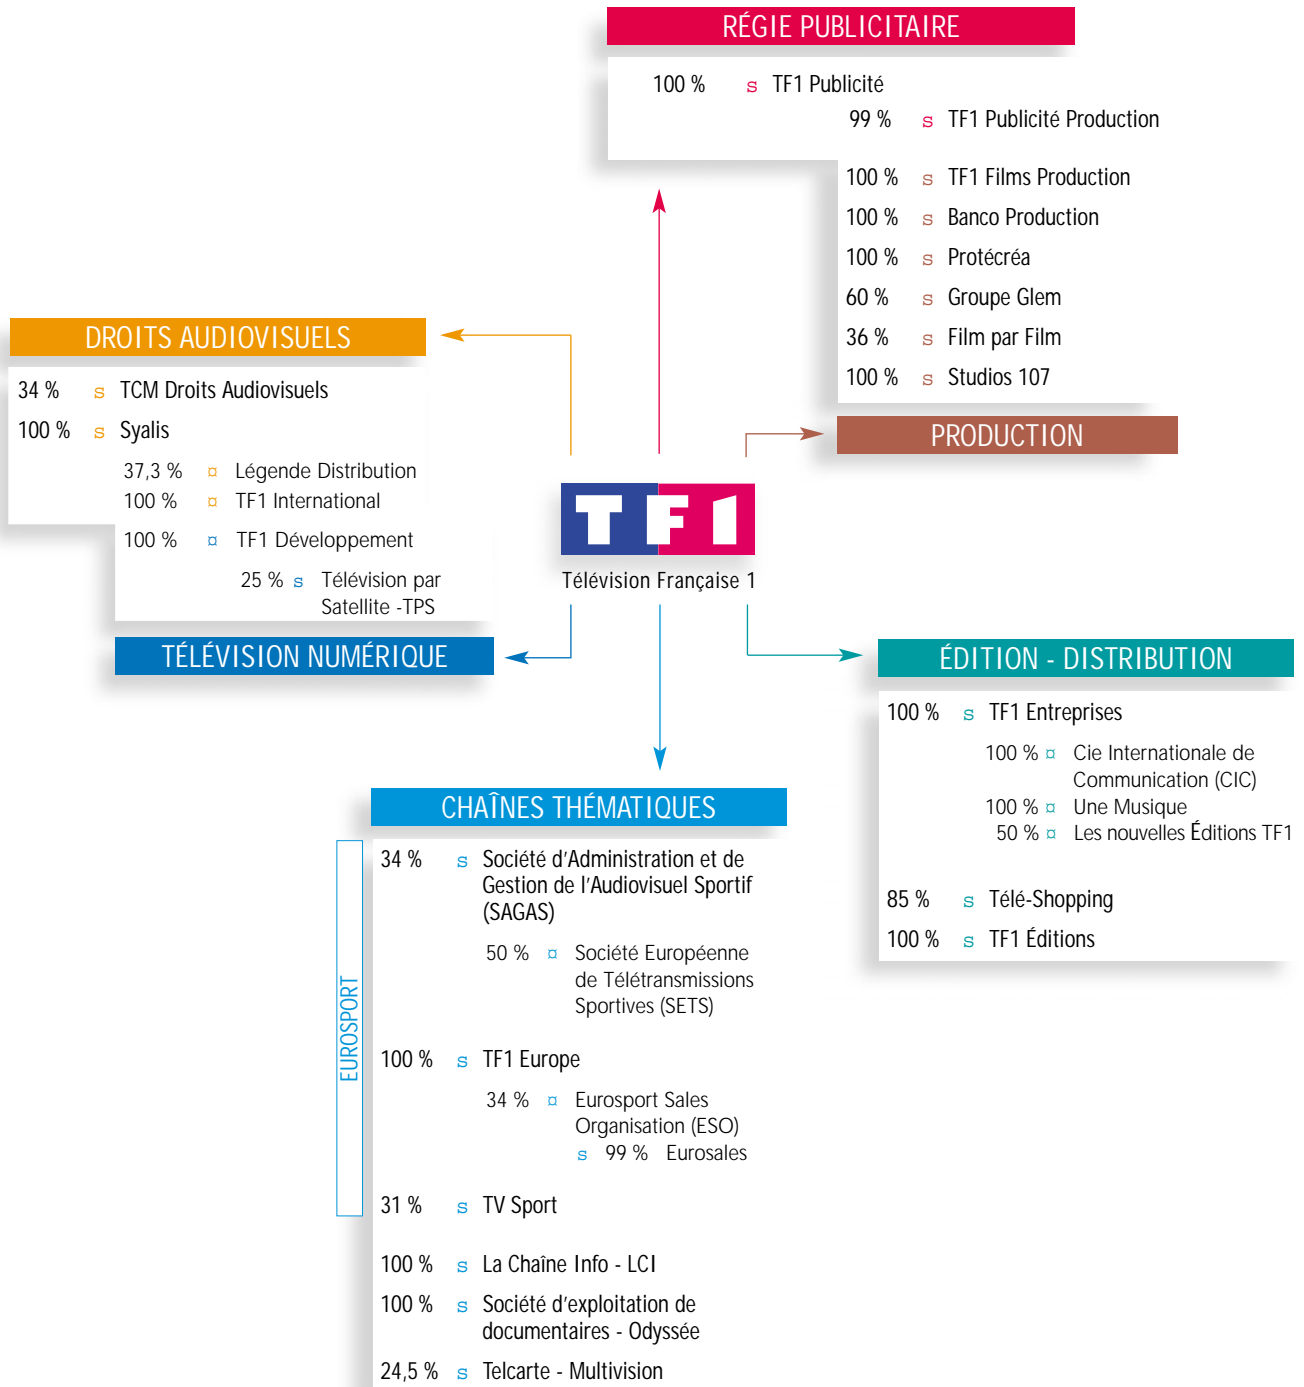 RÉGIE PUBLICITAIRE
100 % s TF1 Publicité
99 % s TF1 Publicité Production
100 % s TF1 Films Production
100 % s Banco Production
100 % s Protécréa
60 % s Groupe Glem
36 % s Film par Film
100 % s Studios 107
PRODUCTION
DROITS AUDIOVISUELS
34 % s TCM Droits Audiovisuels
100 % s Syalis
37,3 % ¤ Légende Distribution
100 % ¤ TF1 International
100 % ¤ TF1 Développement
25 % s Télévision par
Satellite -TPS
TÉLÉVISION NUMÉRIQUE
TF1
Télévision Française 1
ÉDITION - DISTRIBUTION
100 % s TF1 Entreprises
100 % ¤ Cie Internationale de
Communication (CIC)
100 % ¤ Une Musique
50 % ¤ Les nouvelles Éditions TF1
85 % s Télé-Shopping
100 % s TF1 Éditions
CHAÎNES THÉMATIQUES
EUROSPORT
34 % s Société d'Administration et de
Gestion de l'Audiovisuel Sportif
(SAGAS)
50 % ¤ Société Européenne
de Télétransmissions
Sportives (SETS)
100 % s TF1 Europe
34 % ¤ Eurosport Sales
Organisation (ESO)
s 99 % Eurosales
31 % s TV Sport
100 % s La Chaîne Info - LCI
100 % s Société d'exploitation de
documentaires - Odyssée
24,5 % s Telcarte - Multivision